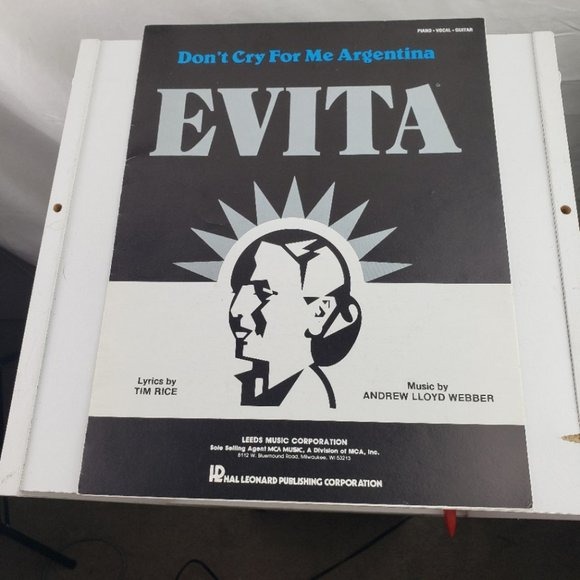 PIANO • VOCAL • GUITAR
Don't Cry For Me Argentina
EVITA
Lyrics by
TIM RICE
Music by
ANDREW LLOYD WEBBER
LEEDS MUSIC CORPORATION
Sole Selling Agent MCA MUSIC, A Division of MCA, Inc.
8112 W. Bluemound Road, Milwaukee, WI 53213
HAL LEONARD PUBLISHING CORPORATION